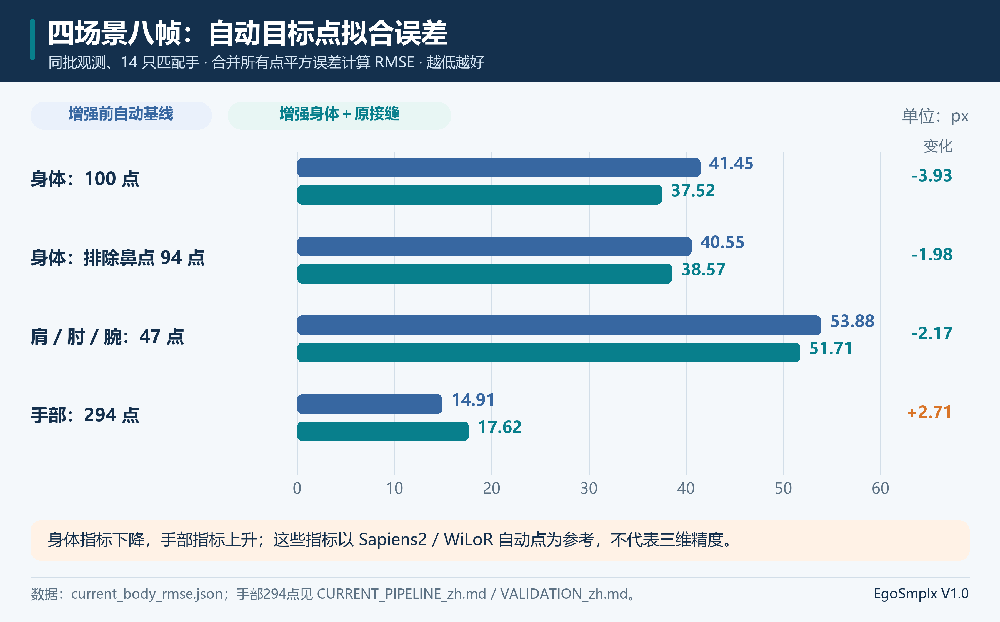 四场景八帧：自动目标点拟合误差
同批观测、14 只匹配手 · 合并所有点平方误差计算 RMSE · 越低越好
增强前自动基线
增强身体 + 原接缝
单位：px
变化
身体：100 点
41.45
37.52
-3.93
身体：排除鼻点 94 点
40.55
38.57
-1.98
肩 / 肘 / 腕：47 点
53.88
51.71
-2.17
手部：294 点
14.91
17.62
+2.71
0 10 20 30 40 50 60
身体指标下降，手部指标上升；这些指标以 Sapiens2 / WiLoR 自动点为参考，不代表三维精度。
数据：current_body_rmse.json；手部294点见 CURRENT_PIPELINE_zh.md / VALIDATION_zh.md。
EgoSmplx V1.0